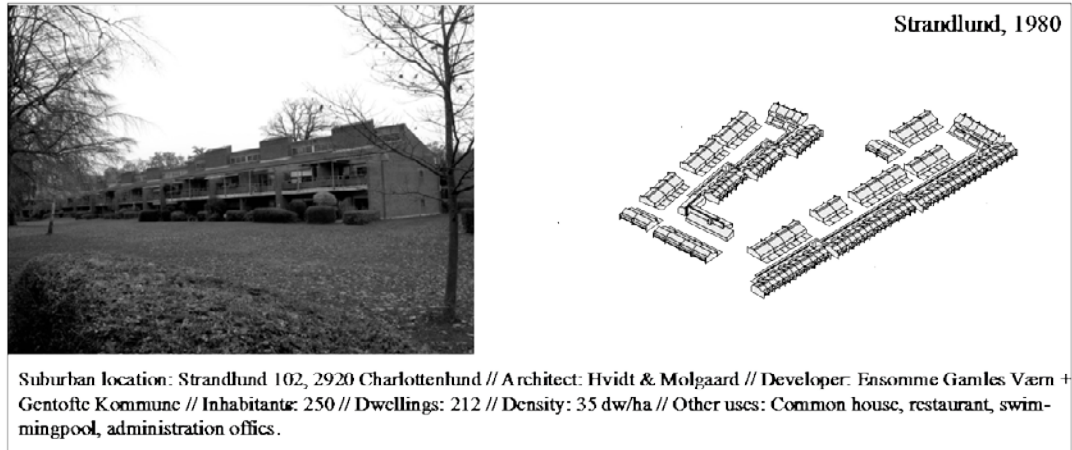 Strandlund, 1980
Suburban location: Strandlund 102, 2920 Charlottenlund // Architect: Hvidt & Molgaard // Developer: Ensomme Gamles Værn +
Gentofte Kommune // Inhabitants: 250 // Dwellings: 212 // Density: 35 dw/ha // Other uses: Common house, restaurant, swim-
mingpool, administration offics.